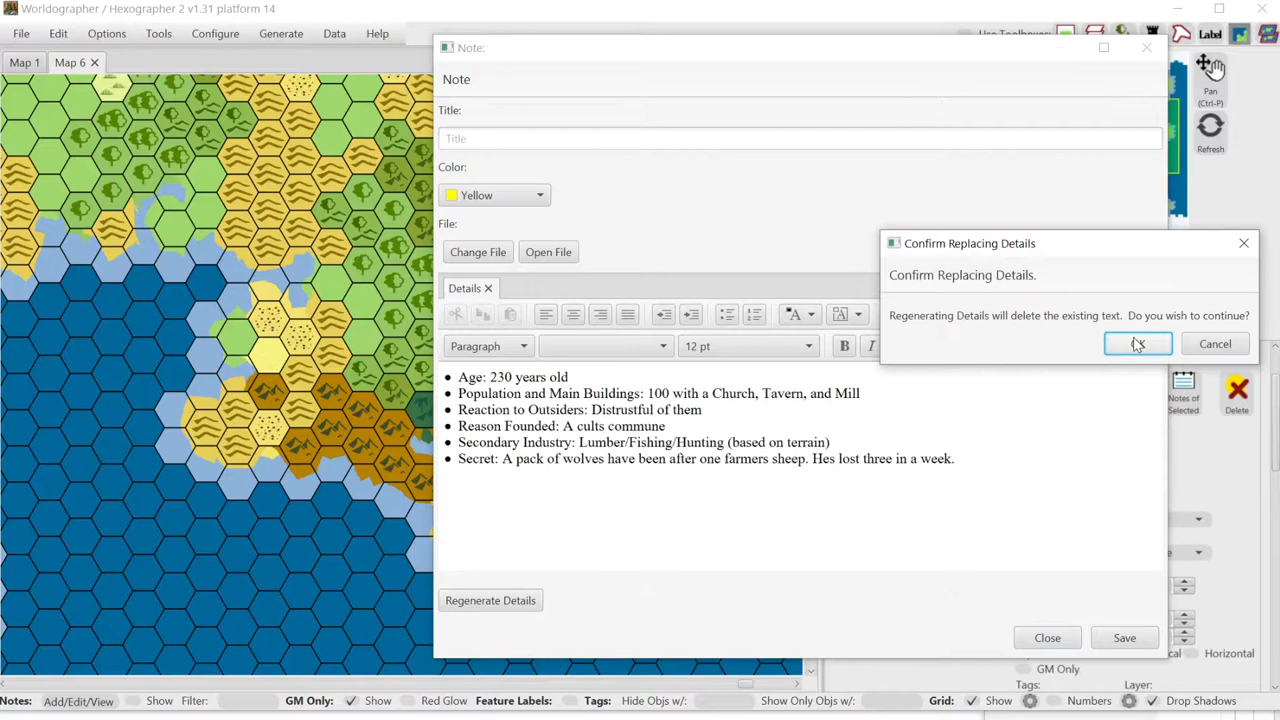 Worldographer / Hexographer 2 v1.31 platform 14
File Edit Options Tools Configure Generate Data Help
Use Toolboxes: Label
Map 1 Map 6
Note:
Note
Title:
Title
Color:
Yellow
File:
Change File Open File
Details
Paragraph 12 pt B I
• Age: 230 years old
• Population and Main Buildings: 100 with a Church, Tavern, and Mill
• Reaction to Outsiders: Distrustful of them
• Reason Founded: A cults commune
• Secondary Industry: Lumber/Fishing/Hunting (based on terrain)
• Secret: A pack of wolves have been after one farmers sheep. Hes lost three in a week.
Regenerate Details
Close Save
Confirm Replacing Details
Confirm Replacing Details.
Regenerating Details will delete the existing text. Do you wish to continue?
Cancel
Pan
(Ctrl-P)
Refresh
Notes of
Selected
Delete
Horizontal
GM Only
Tags: Layer:
Notes: Add/Edit/View Show Filter: GM Only: Show Red Glow Feature Labels: Tags: Hide Objs w/: Show Only Objs w/: Grid: Show Numbers Drop Shadows